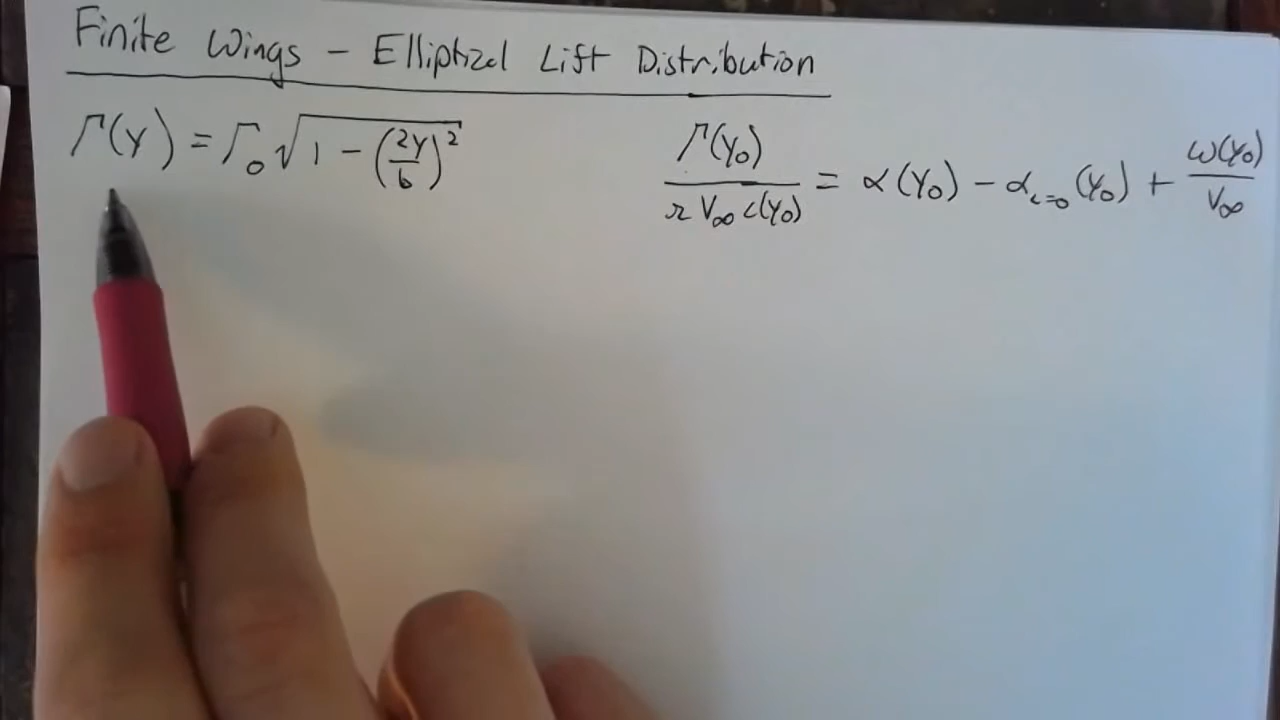 Finite Wings - Elliptical Lift Distribution
Γ(y) = Γ₀ √(1 - (2y/b)²)
Γ(y₀) / (π V∞ c(y₀)) = α(y₀) - α_L=0 (y₀) + ω(y₀)/V∞